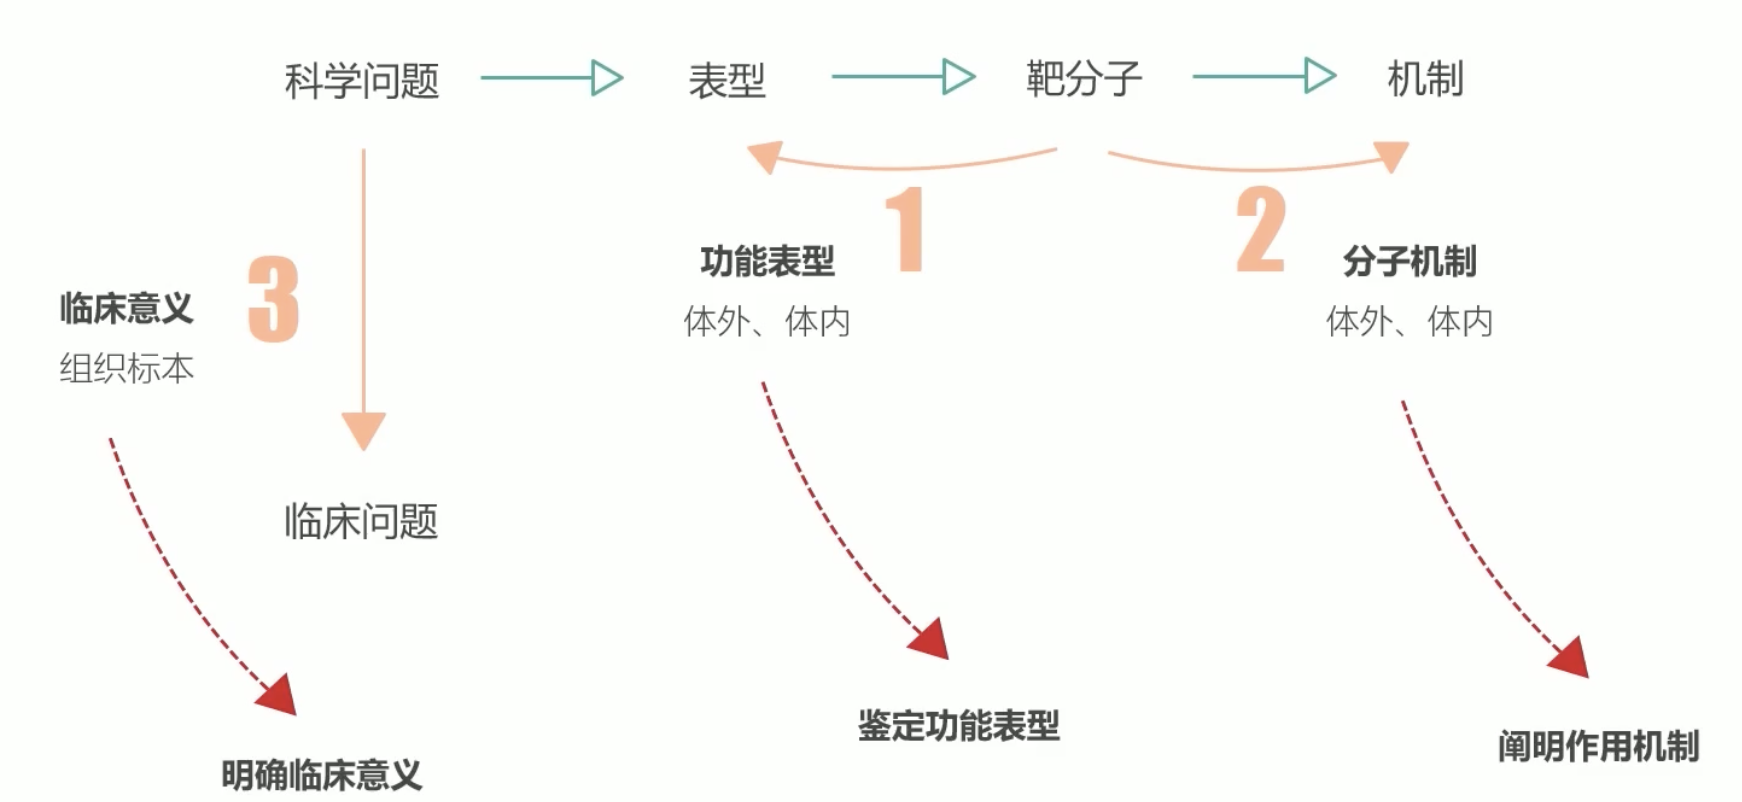 科学问题
表型
靶分子
机制
1
2
3
功能表型
体外、体内
分子机制
体外、体内
临床意义
组织标本
临床问题
鉴定功能表型
阐明作用机制
明确临床意义